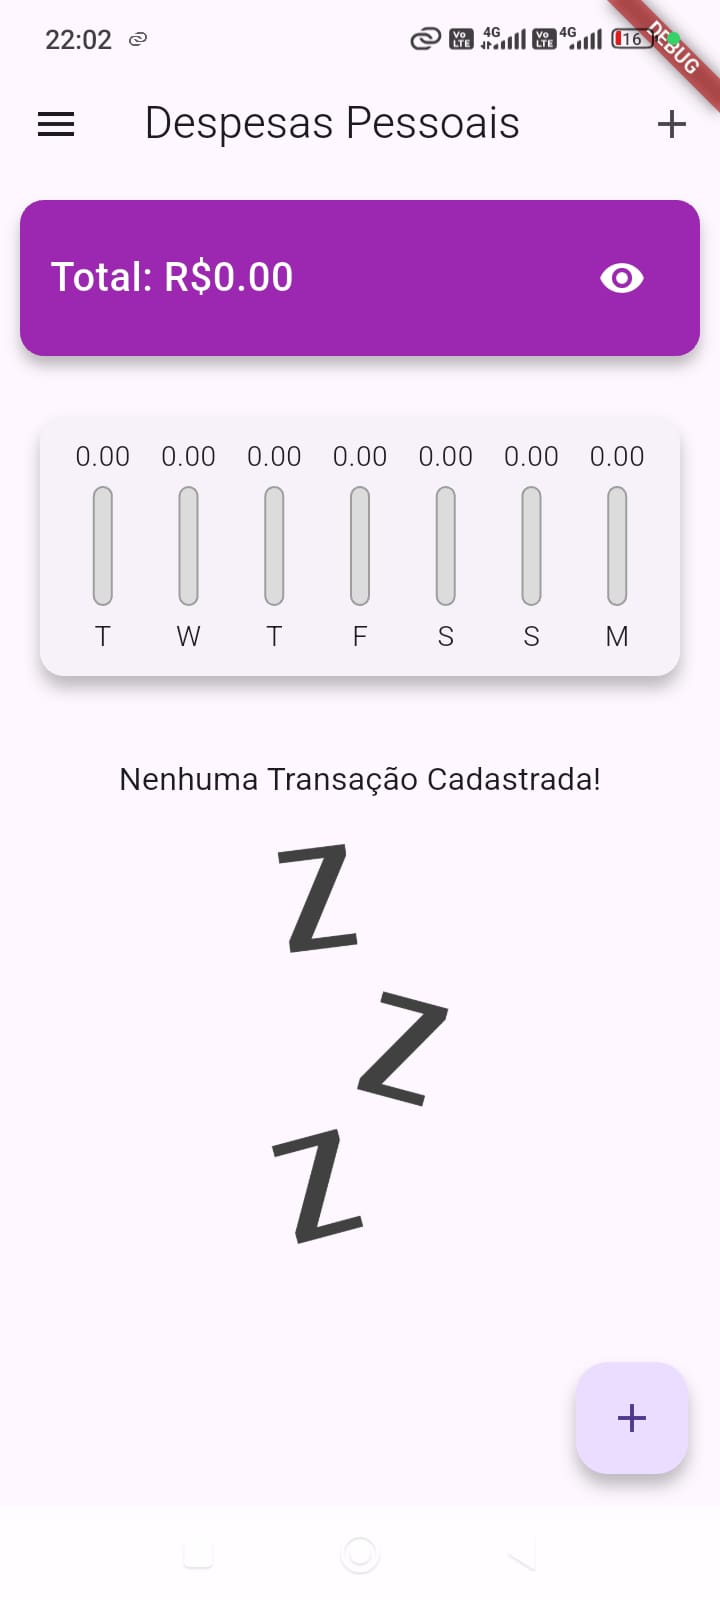 22:02
Vo LTE 4G Vo LTE 4G 16
DEBUG
Despesas Pessoais
Total: R$0.00
0.00 0.00 0.00 0.00 0.00 0.00 0.00
T W T F S S M
Nenhuma Transação Cadastrada!
Z
Z
Z